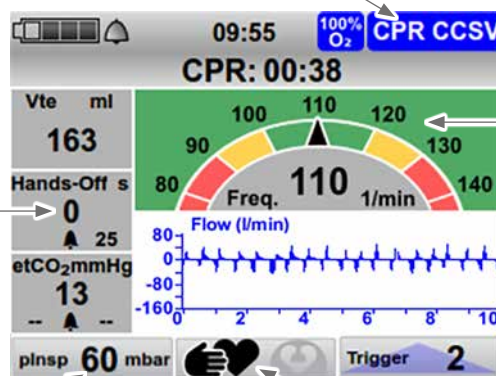 09:55
100% O₂
CPR CCSV
CPR: 00:38
Vte ml
163
Hands-Off s
0
25
etCO₂mmHg
13
-- --
80 90 100 110 120 130 140
Freq. 110 1/min
Flow (l/min)
80
0
-80
-160
0 2 4 6 8 10
pInsp 60 mbar
Trigger 2